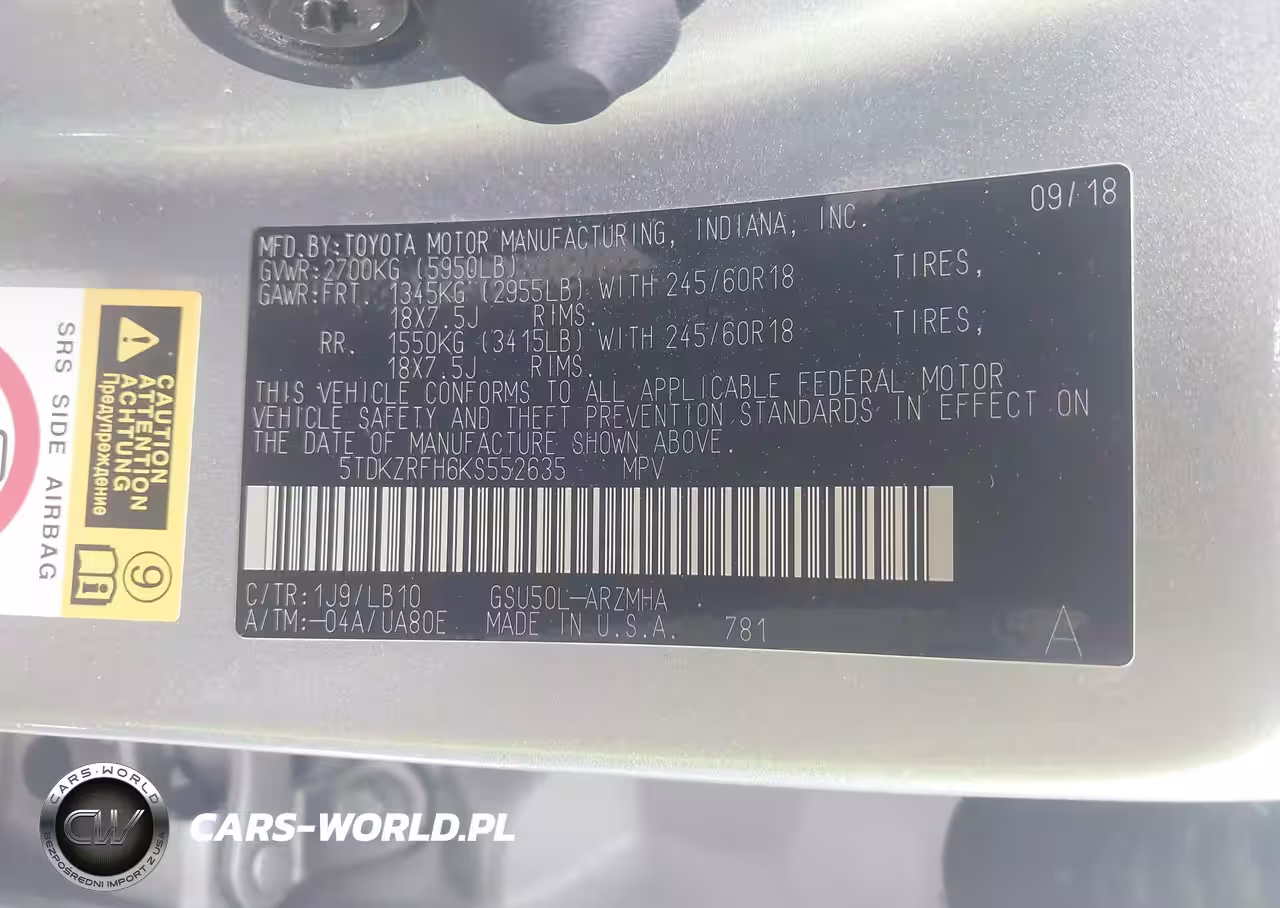 09/18
MFD.BY:TOYOTA MOTOR MANUFACTURING, INDIANA, INC.
GVWR:2700KG (5950LB)
GAWR:FRT. 1345KG (2955LB) WITH 245/60R18 TIRES,
18X7.5J RIMS.
RR. 1550KG (3415LB) WITH 245/60R18 TIRES,
18X7.5J RIMS.
THIS VEHICLE CONFORMS TO ALL APPLICABLE FEDERAL MOTOR
VEHICLE SAFETY AND THEFT PREVENTION STANDARDS IN EFFECT ON
THE DATE OF MANUFACTURE SHOWN ABOVE.
5TDKZRFH6KS552635 MPV
C/TR:1J9/LB10 GSU50L-ARZMHA
A/TM:-04A/UA80E MADE IN U.S.A. 781
A
CAUTION
ATTENTION
ACHTUNG
Предупреждение
SRS SIDE AIRBAG
9
CARS-WORLD
CW
BEZPOŚREDNI IMPORT Z USA
CARS-WORLD.PL